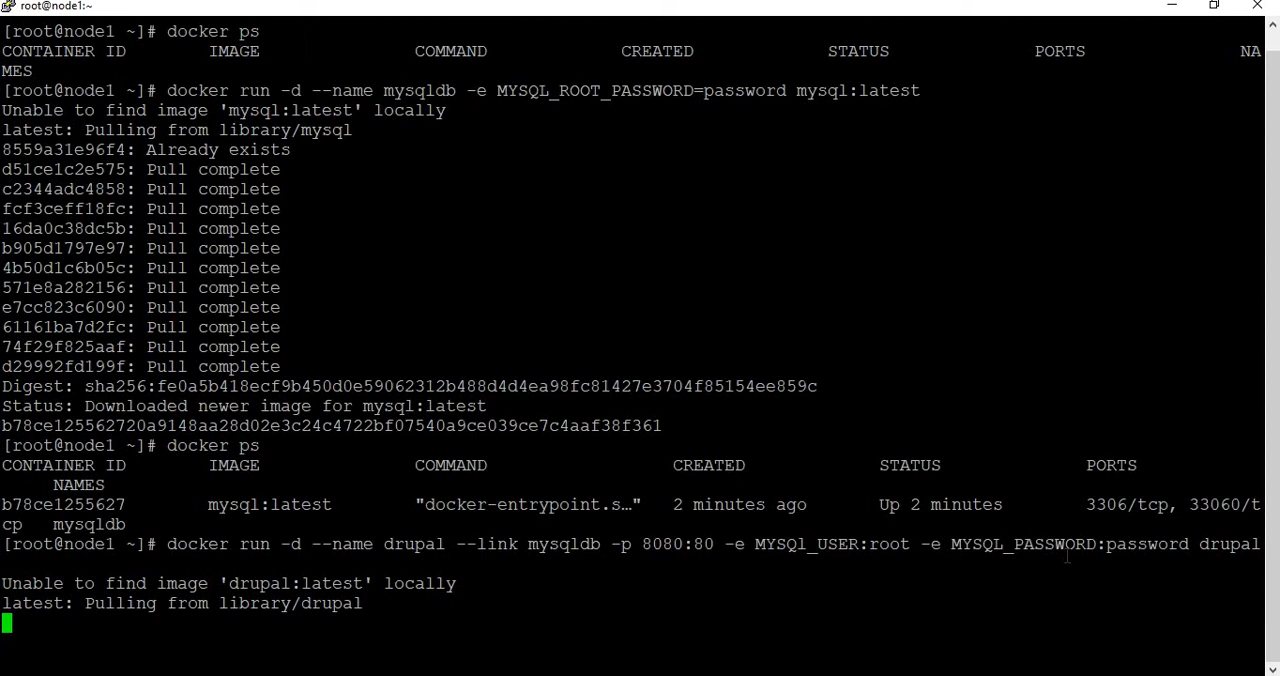 root@node1:~
[root@node1 ~]# docker ps
CONTAINER ID        IMAGE               COMMAND             CREATED             STATUS              PORTS               NA
MES
[root@node1 ~]# docker run -d --name mysqldb -e MYSQL_ROOT_PASSWORD=password mysql:latest
Unable to find image 'mysql:latest' locally
latest: Pulling from library/mysql
8559a31e96f4: Already exists
d51ce1c2e575: Pull complete
c2344adc4858: Pull complete
fcf3ceff18fc: Pull complete
16da0c38dc5b: Pull complete
b905d1797e97: Pull complete
4b50d1c6b05c: Pull complete
571e8a282156: Pull complete
e7cc823c6090: Pull complete
61161ba7d2fc: Pull complete
74f29f825aaf: Pull complete
d29992fd199f: Pull complete
Digest: sha256:fe0a5b418ecf9b450d0e59062312b488d4d4ea98fc81427e3704f85154ee859c
Status: Downloaded newer image for mysql:latest
b78ce125562720a9148aa28d02e3c24c4722bf07540a9ce039ce7c4aaf38f361
[root@node1 ~]# docker ps
CONTAINER ID        IMAGE               COMMAND                  CREATED             STATUS              PORTS
     NAMES
b78ce1255627        mysql:latest        "docker-entrypoint.s…"   2 minutes ago       Up 2 minutes        3306/tcp, 33060/t
cp   mysqldb
[root@node1 ~]# docker run -d --name drupal --link mysqldb -p 8080:80 -e MYSQl_USER:root -e MYSQL_PASSWORD:password drupal
Unable to find image 'drupal:latest' locally
latest: Pulling from library/drupal